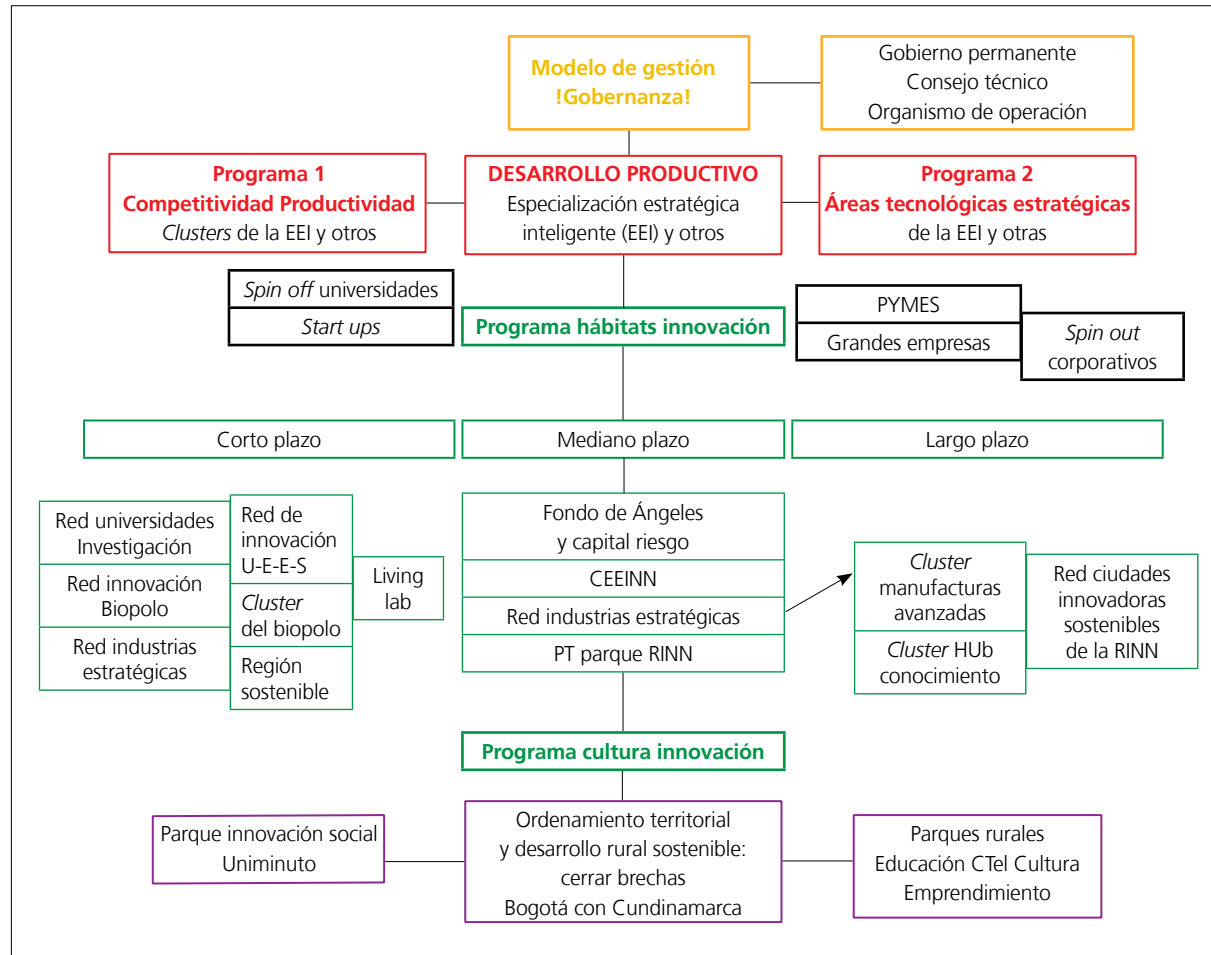 Modelo de gestión
!Gobernanza!
Gobierno permanente
Consejo técnico
Organismo de operación
Programa 1
Competitividad Productividad
Clusters de la EEI y otros
DESARROLLO PRODUCTIVO
Especialización estratégica
inteligente (EEI) y otros
Programa 2
Áreas tecnológicas estratégicas
de la EEI y otras
Spin off universidades
Start ups
Programa hábitats innovación
PYMES
Grandes empresas
Spin out
corporativos
Corto plazo
Mediano plazo
Largo plazo
Red universidades
Investigación
Red innovación
Biopolo
Red industrias
estratégicas
Red de
innovación
U-E-E-S
Cluster
del biopolo
Región
sostenible
Living
lab
Fondo de Ángeles
y capital riesgo
CEEINN
Red industrias estratégicas
PT parque RINN
Cluster
manufacturas
avanzadas
Cluster HUb
conocimiento
Red ciudades
innovadoras
sostenibles
de la RINN
Programa cultura innovación
Parque innovación social
Uniminuto
Ordenamiento territorial
y desarrollo rural sostenible:
cerrar brechas
Bogotá con Cundinamarca
Parques rurales
Educación CTel Cultura
Emprendimiento